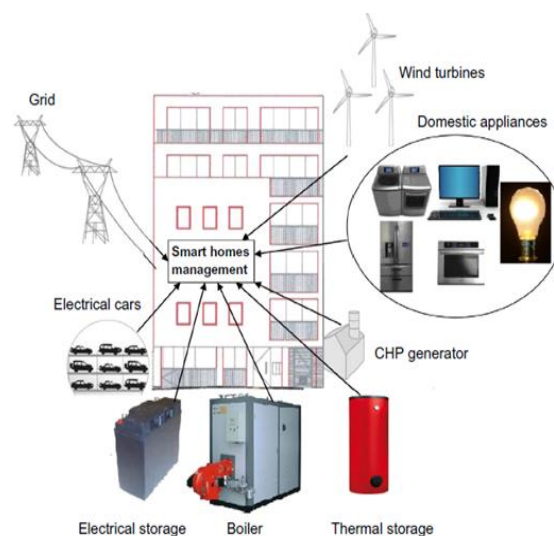 Wind turbines
Grid
Domestic appliances
Smart homes
management
Electrical cars
CHP generator
Electrical storage
Boiler
Thermal storage